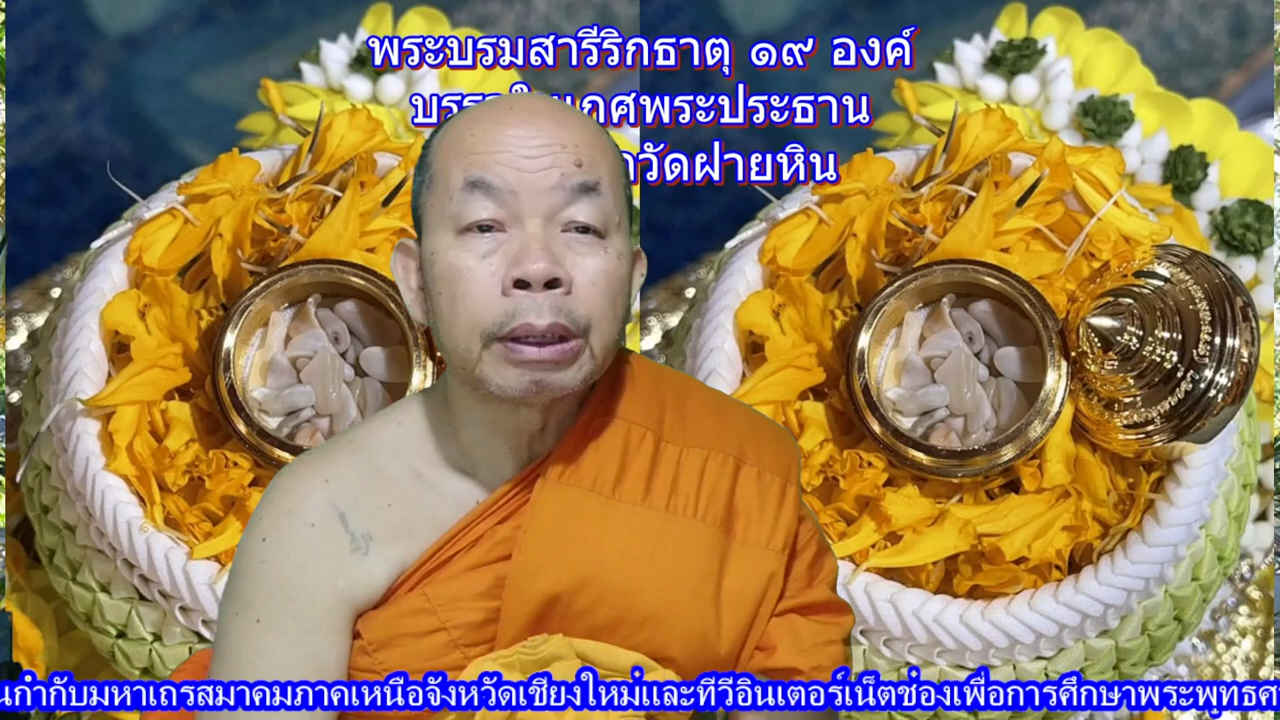 พระบรมสารีริกธาตุ ๑๙ องค์
พระประธาน
วัดฝายหิน
กำกับมหาเถรสมาคมภาคเหนือจังหวัดเชียงใหม่และทีวีอินเตอร์เน็ตช่องเพื่อการศึกษาพระพุทธศ